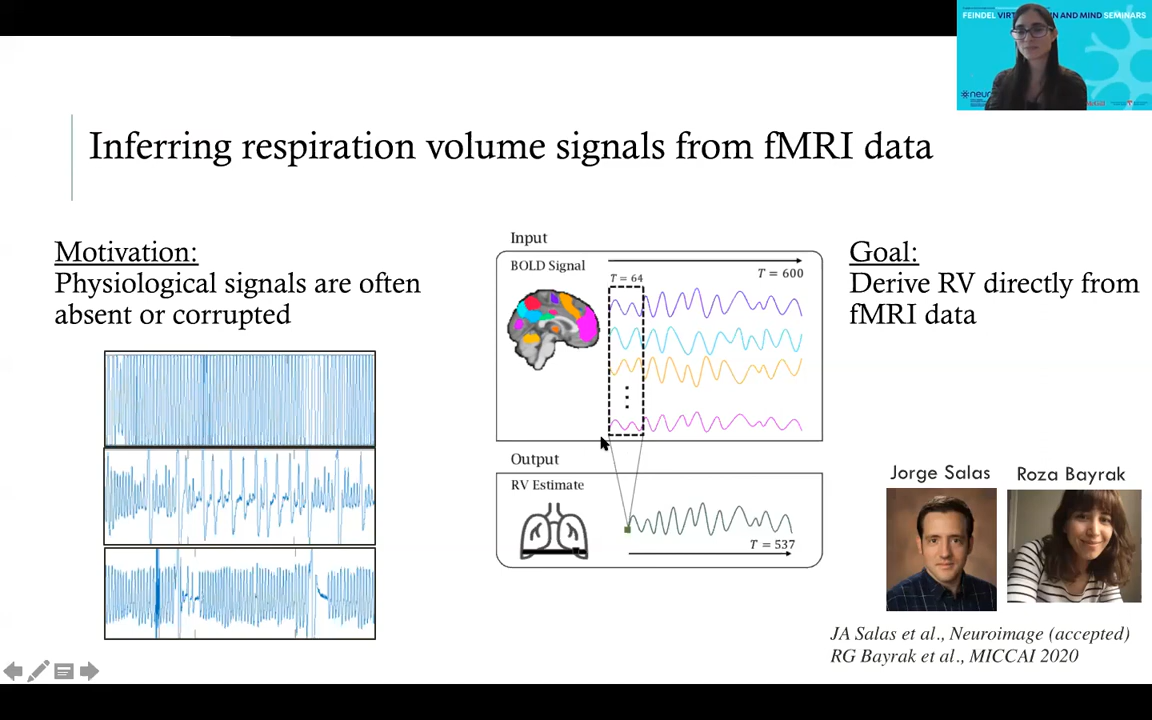 FEINDEL VIRT IN AND MIND SEMINARS
Inferring respiration volume signals from fMRI data
Motivation:
Physiological signals are often
absent or corrupted
Input
BOLD Signal
T = 64
T = 600
Output
RV Estimate
T = 537
Goal:
Derive RV directly from
fMRI data
Jorge Salas
Roza Bayrak
JA Salas et al., Neuroimage (accepted)
RG Bayrak et al., MICCAI 2020